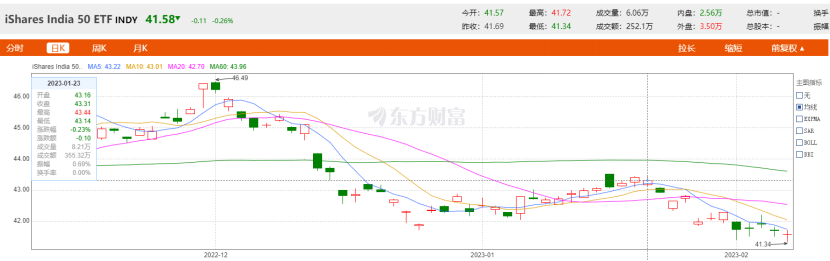 iShares India 50 ETF INDY 41.58 -0.11 -0.26%
今开: 41.57 最高: 41.72 成交量: 6.06万 内盘: 2.56万 总市值: - 换手
昨收: 41.69 最低: 41.34 成交额: 252.1万 外盘: 3.50万 总股本: - 振幅
分时 日K 周K 月K 拉长 缩短 前复权▲
iShares India 50. MA5: 43.22 MA10: 43.01 MA20: 42.70 MA60: 43.96
2023-01-23
开盘 43.16
收盘 43.31
最高 43.44
最低 43.14
涨跌幅 -0.23%
涨跌额 -0.10
成交量 8.21万
成交额 355.32万
振幅 0.69%
换手率 0.00%
46.00
45.00
44.00
43.00
42.00
46.49
东方财富
41.34
2022-12 2023-01 2023-02
主图指标
无
均线
EXPMA
SAR
BOLL
BBI